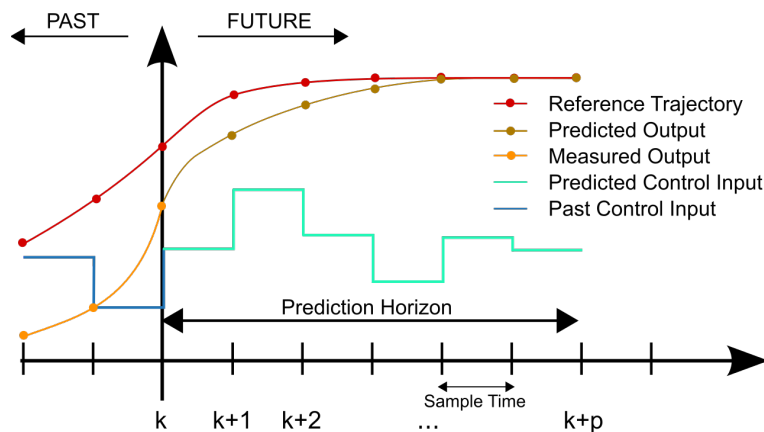 PAST FUTURE
Reference Trajectory
Predicted Output
Measured Output
Predicted Control Input
Past Control Input
Prediction Horizon
Sample Time
k k+1 k+2 ... k+p